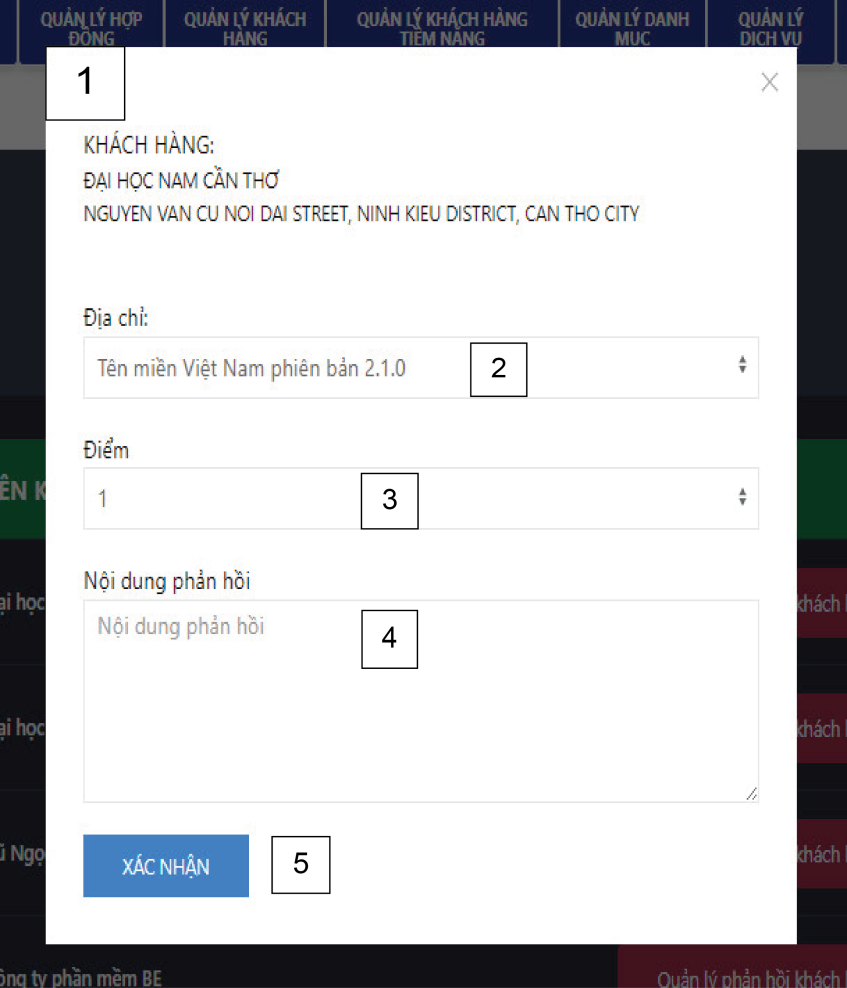 QUẢN LÝ HỢP
ĐỒNG
QUẢN LÝ KHÁCH
HÀNG
QUẢN LÝ KHÁCH HÀNG
TIỀM NĂNG
QUẢN LÝ DANH
MỤC
QUẢN LÝ
DỊCH VỤ
1
KHÁCH HÀNG:
ĐẠI HỌC NAM CẦN THƠ
NGUYEN VAN CU NOI DAI STREET, NINH KIEU DISTRICT, CAN THO CITY
Địa chỉ:
Tên miền Việt Nam phiên bản 2.1.0
2
Điểm
1
3
ÊN K
Nội dung phản hồi
Nội dung phản hồi
4
ại học
khách h
ại học
khách h
ũ Ngọ
khách h
XÁC NHẬN
5
ông ty phần mềm BE
Quản lý phản hồi khách h